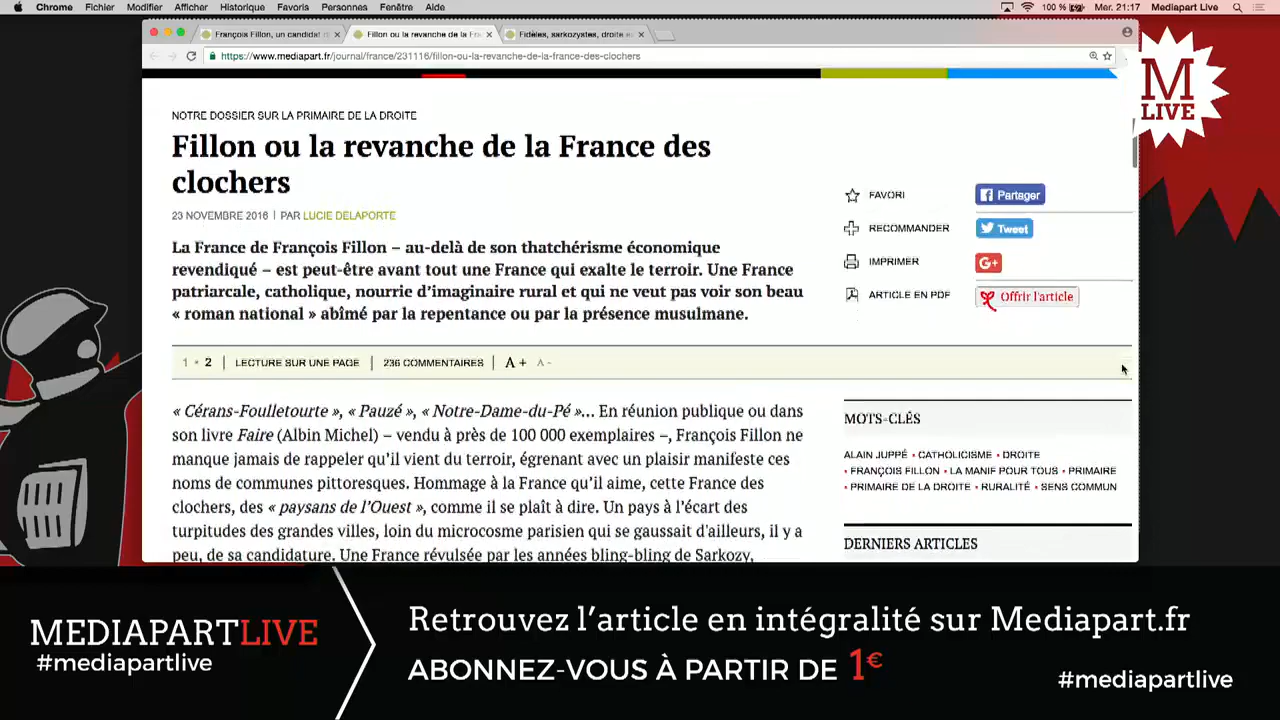 Chrome Fichier Modifier Afficher Historique Favoris Personnes Fenêtre Aide
100 % Mer. 21:17 Mediapart Live
François Fillon, un candidat
Fillon ou la revanche de la
Fidèles, sarkozystes, droite
https://www.mediapart.fr/journal/france/231116/fillon-ou-la-revanche-de-la-france-des-clochers
M
LIVE
NOTRE DOSSIER SUR LA PRIMAIRE DE LA DROITE
Fillon ou la revanche de la France des
clochers
23 NOVEMBRE 2016 | PAR LUCIE DELAPORTE
La France de François Fillon – au-delà de son thatchérisme économique
revendiqué – est peut-être avant tout une France qui exalte le terroir. Une France
patriarcale, catholique, nourrie d’imaginaire rural et qui ne veut pas voir son beau
« roman national » abîmé par la repentance ou par la présence musulmane.
FAVORI
Partager
RECOMMANDER
Tweet
IMPRIMER
G+
ARTICLE EN PDF
Offrir l'article
1 • 2 | LECTURE SUR UNE PAGE | 236 COMMENTAIRES | A + A -
« Cérans-Foulletourte », « Pauzé », « Notre-Dame-du-Pé »... En réunion publique ou dans
son livre Faire (Albin Michel) – vendu à près de 100 000 exemplaires –, François Fillon ne
manque jamais de rappeler qu’il vient du terroir, égrenant avec un plaisir manifeste ces
noms de communes pittoresques. Hommage à la France qu’il aime, cette France des
clochers, des « paysans de l’Ouest », comme il se plaît à dire. Un pays à l’écart des
turpitudes des grandes villes, loin du microcosme parisien qui se gaussait d'ailleurs, il y a
peu, de sa candidature. Une France révulsée par les années bling-bling de Sarkozy,
MOTS-CLÉS
ALAIN JUPPÉ • CATHOLICISME • DROITE
• FRANÇOIS FILLON • LA MANIF POUR TOUS • PRIMAIRE
• PRIMAIRE DE LA DROITE • RURALITÉ • SENS COMMUN
DERNIERS ARTICLES
MEDIAPARTLIVE
#mediapartlive
Retrouvez l’article en intégralité sur Mediapart.fr
ABONNEZ-VOUS À PARTIR DE 1€
#mediapartlive